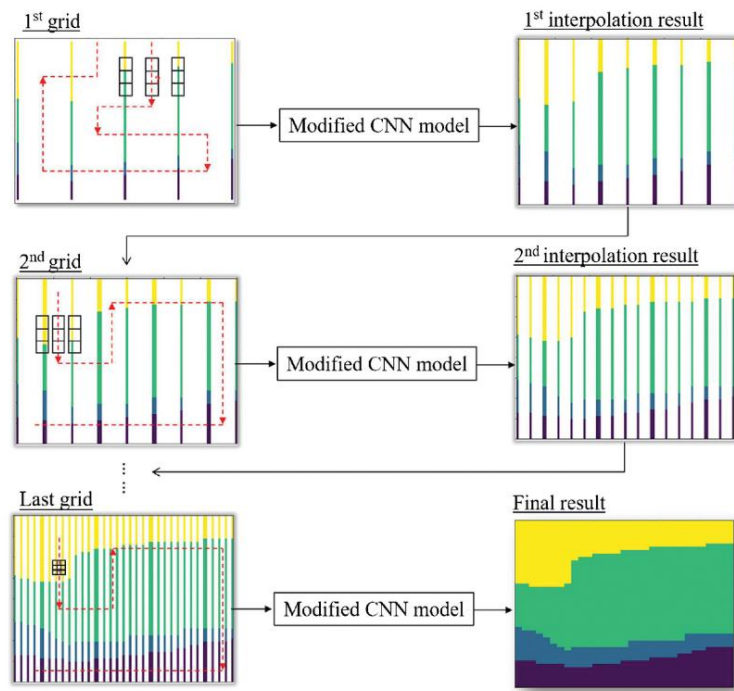 1st grid
1st interpolation result
Modified CNN model
2nd grid
2nd interpolation result
Modified CNN model
Last grid
Final result
Modified CNN model